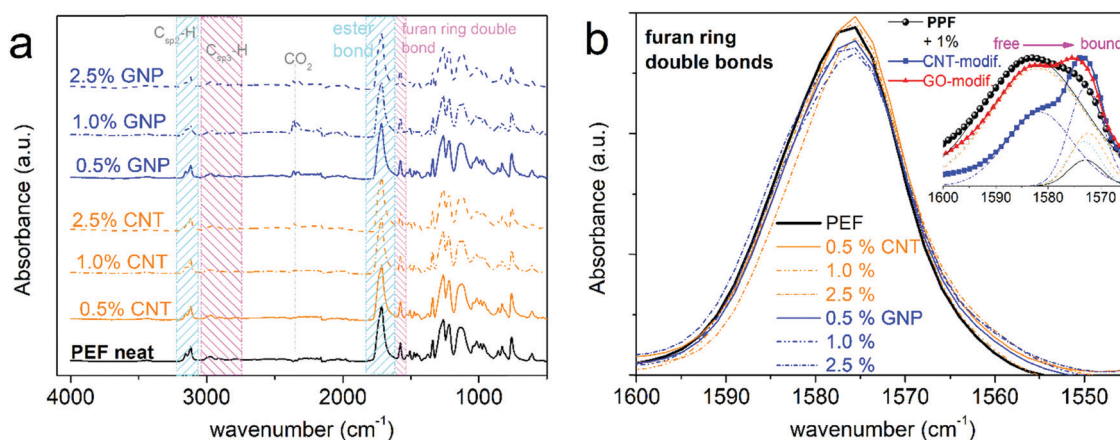 a
C_sp2-H
C_sp3-H
CO2
ester
bond
furan ring double
bond
2.5% GNP
1.0% GNP
0.5% GNP
2.5% CNT
1.0% CNT
0.5% CNT
PEF neat
Absorbance (a.u.)
4000 3000 2000 1000
wavenumber (cm-1)
b
furan ring
double bonds
PPF
+ 1%
CNT-modif.
GO-modif.
free bound
1600 1590 1580 1570
PEF
0.5 % CNT
1.0 %
2.5 %
0.5 % GNP
1.0 %
2.5 %
Absorbance (a.u.)
1600 1590 1580 1570 1560 1550
wavenumber (cm-1)